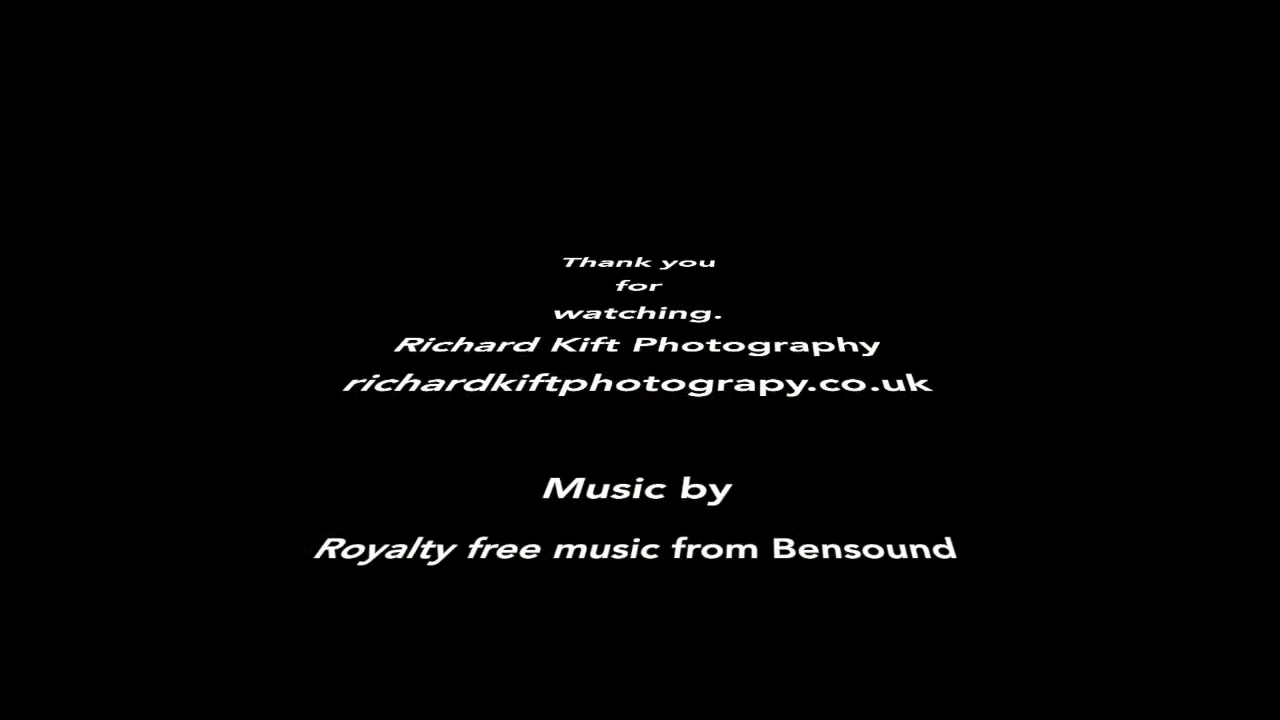 Thank you
for
watching.
Richard Kift Photography
richardkiftphotograpy.co.uk
Music by
Royalty free music from Bensound